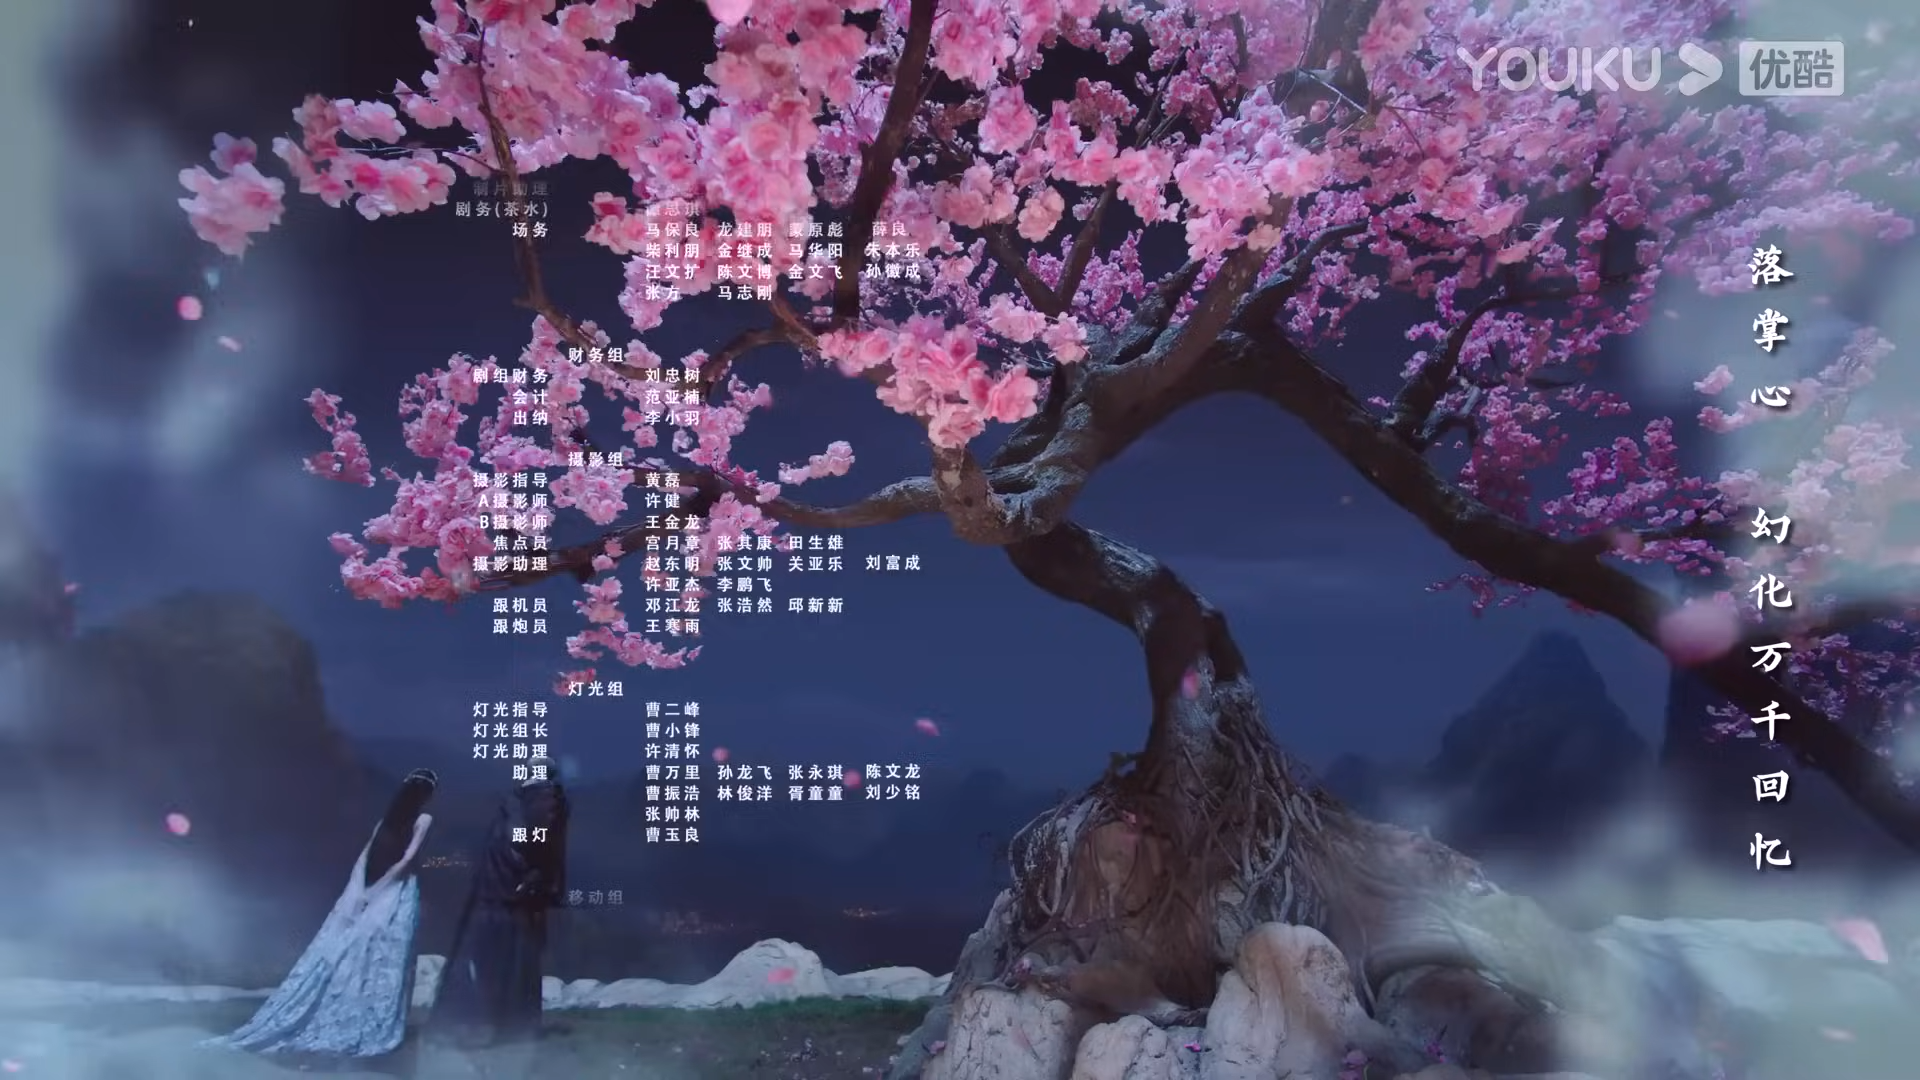 YOUKU 优酷
制片助理
剧务(茶水) 思琪
场务 马保良 龙建朋 蒙原彪 薛良
柴利朋 金继成 马华阳 朱本乐
汪文扩 陈文博 金文飞 孙徽成
张方 马志刚
财务组
剧组财务 刘忠树
会计 范亚楠
出纳 李小羽
摄影组
摄影指导 黄磊
A摄影师 许健
B摄影师 王金龙
焦点员 宫月章 张其康 田生雄
摄影助理 赵东明 张文帅 关亚乐 刘富成
许亚杰 李鹏飞
跟机员 邓江龙 张浩然 邱新新
跟炮员 王寒雨
灯光组
灯光指导 曹二峰
灯光组长 曹小锋
灯光助理 许清怀
助理 曹万里 孙龙飞 张永琪 陈文龙
曹振浩 林俊洋 胥童童 刘少铭
张帅林
跟灯 曹玉良
移动组
落掌心 幻化万千回忆